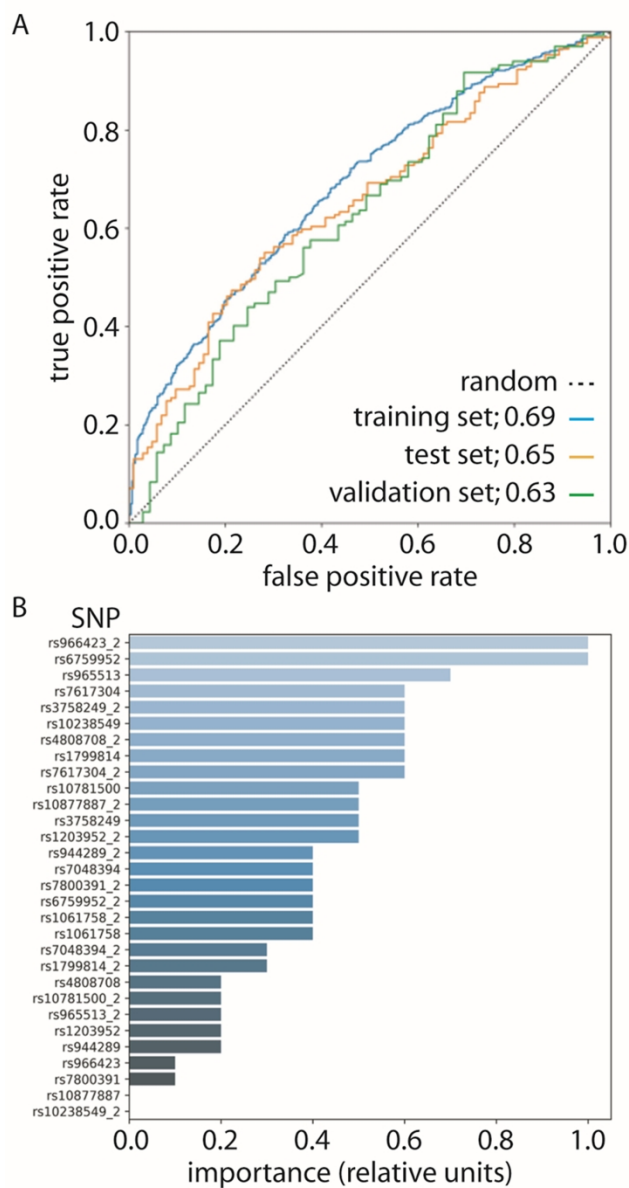 A
1.0
0.8
0.6
0.4
0.2
0.0
true positive rate
random
training set; 0.69
test set; 0.65
validation set; 0.63
0.0 0.2 0.4 0.6 0.8 1.0
false positive rate
B
SNP
rs966423_2
rs6759952
rs965513
rs7617304
rs3758249_2
rs10238549
rs4808708_2
rs1799814
rs7617304_2
rs10781500
rs10877887_2
rs3758249
rs1203952_2
rs944289_2
rs7048394
rs7800391_2
rs6759952_2
rs1061758_2
rs1061758
rs7048394_2
rs1799814_2
rs4808708
rs10781500_2
rs965513_2
rs1203952
rs944289
rs966423
rs7800391
rs10877887
rs10238549_2
0.0 0.2 0.4 0.6 0.8 1.0
importance (relative units)